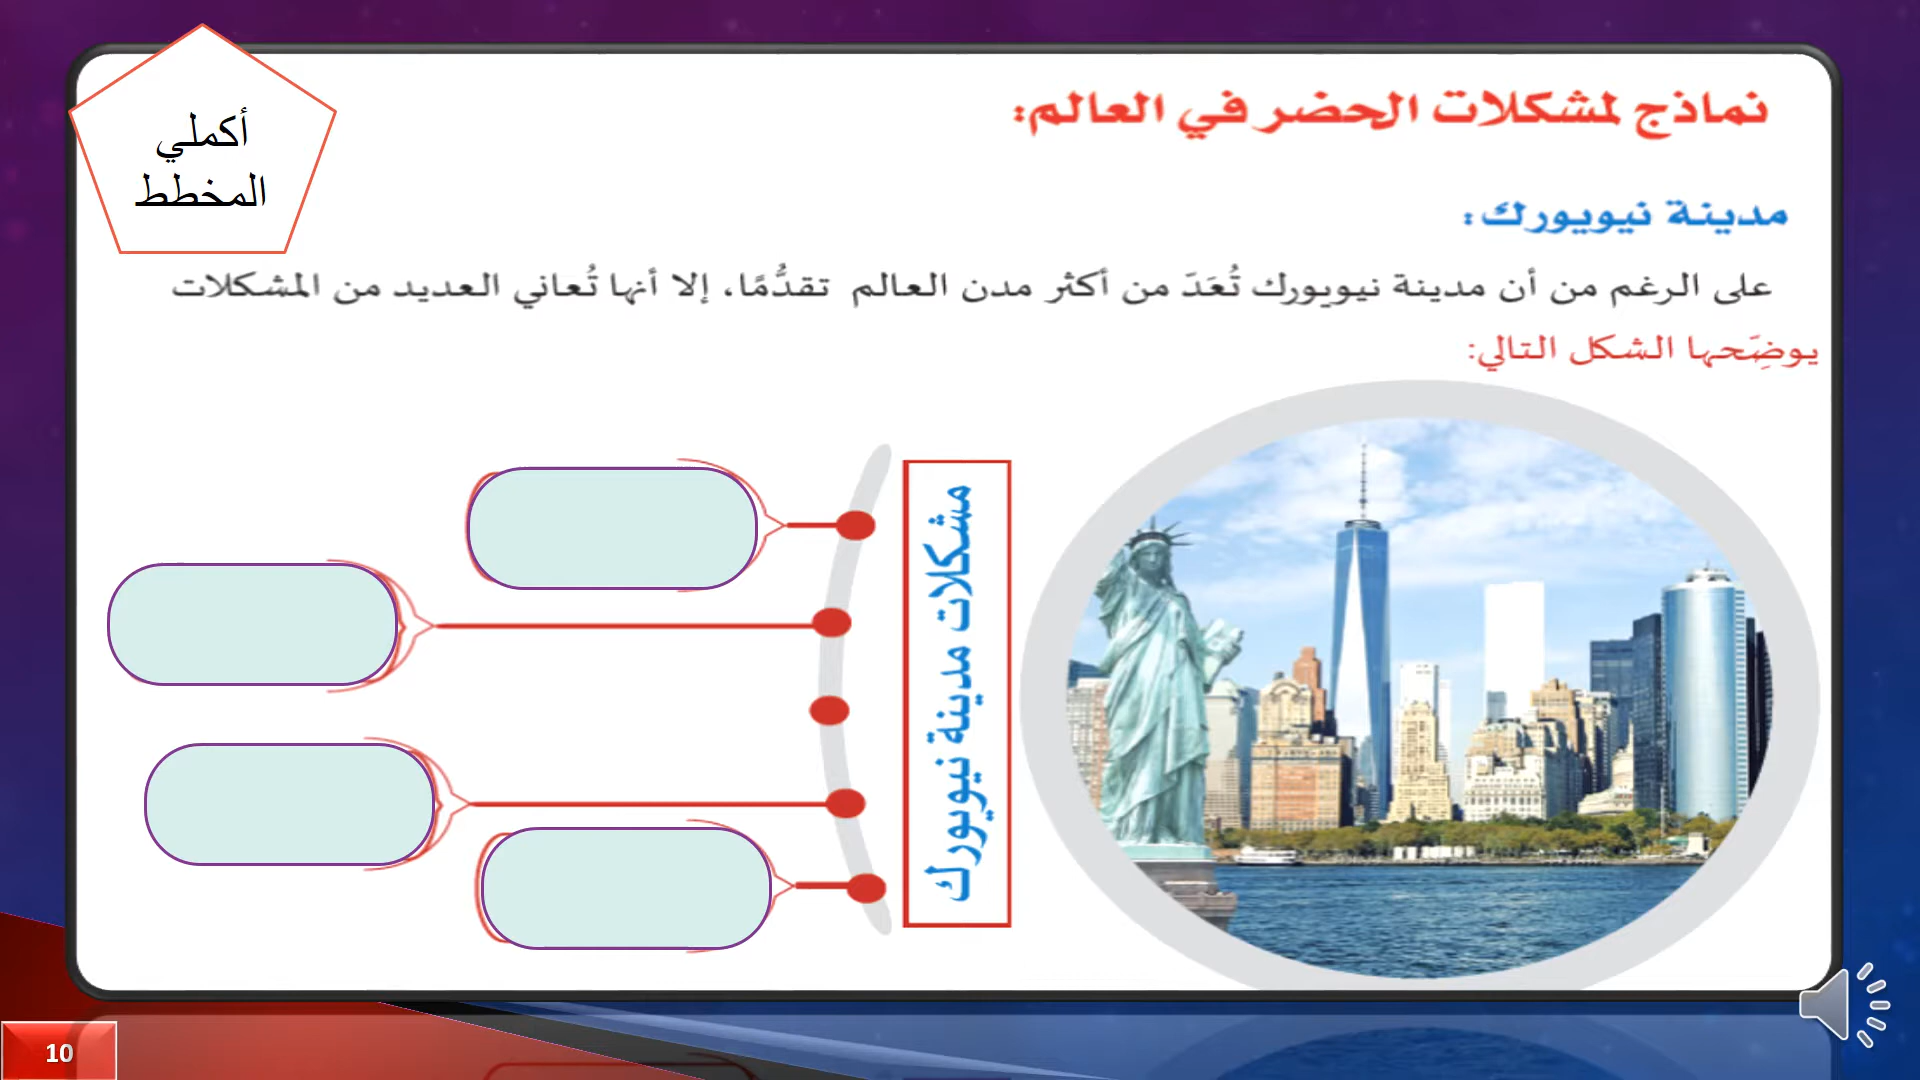 أكملي
المخطط
نماذج لمشكلات الحضر في العالم:
مدينة نيويورك:
على الرغم من أن مدينة نيويورك تُعَدَ من أكثر مدن العالم تقدُّمًا، إلا أنها تُعاني العديد من المشكلات
يوضِّحها الشكل التالي:
مشكلات مدينة نيويورك
10